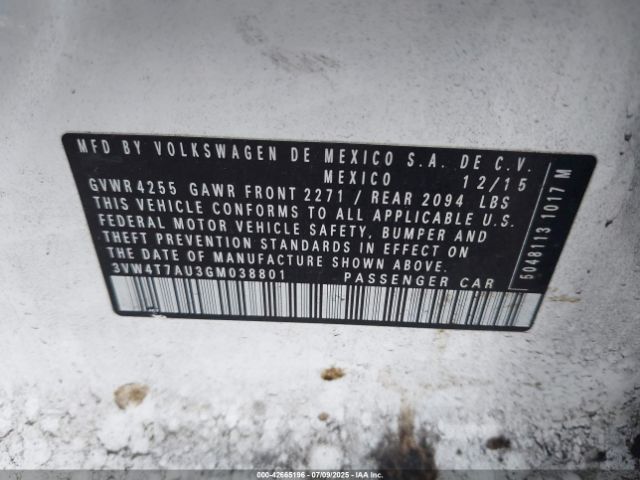 MFD BY VOLKSWAGEN DE MEXICO S.A. DE C.V.
MEXICO 12/15
GVWR 4255 GAWR FRONT 2271 / REAR 2094 LBS
THIS VEHICLE CONFORMS TO ALL APPLICABLE U.S.
FEDERAL MOTOR VEHICLE SAFETY, BUMPER AND
THEFT PREVENTION STANDARDS IN EFFECT ON
THE DATE OF MANUFACTURE SHOWN ABOVE.
3VW4T7AU3GM038801 PASSENGER CAR
5048113 1017 M
000-42665196 - 07/09/2025 - IAAI.com